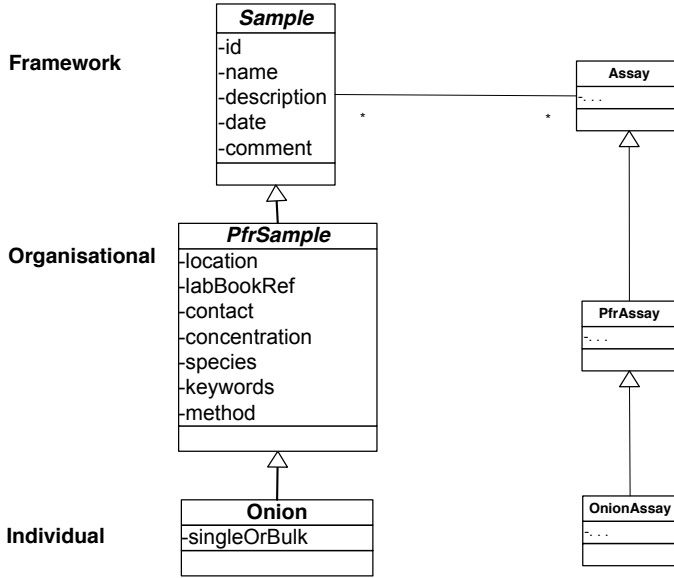 Framework
Sample
-id
-name
-description
-date
-comment
*
*
Assay
-. . .
Organisational
PfrSample
-location
-labBookRef
-contact
-concentration
-species
-keywords
-method
PfrAssay
-. . .
Individual
Onion
-singleOrBulk
OnionAssay
-. . .